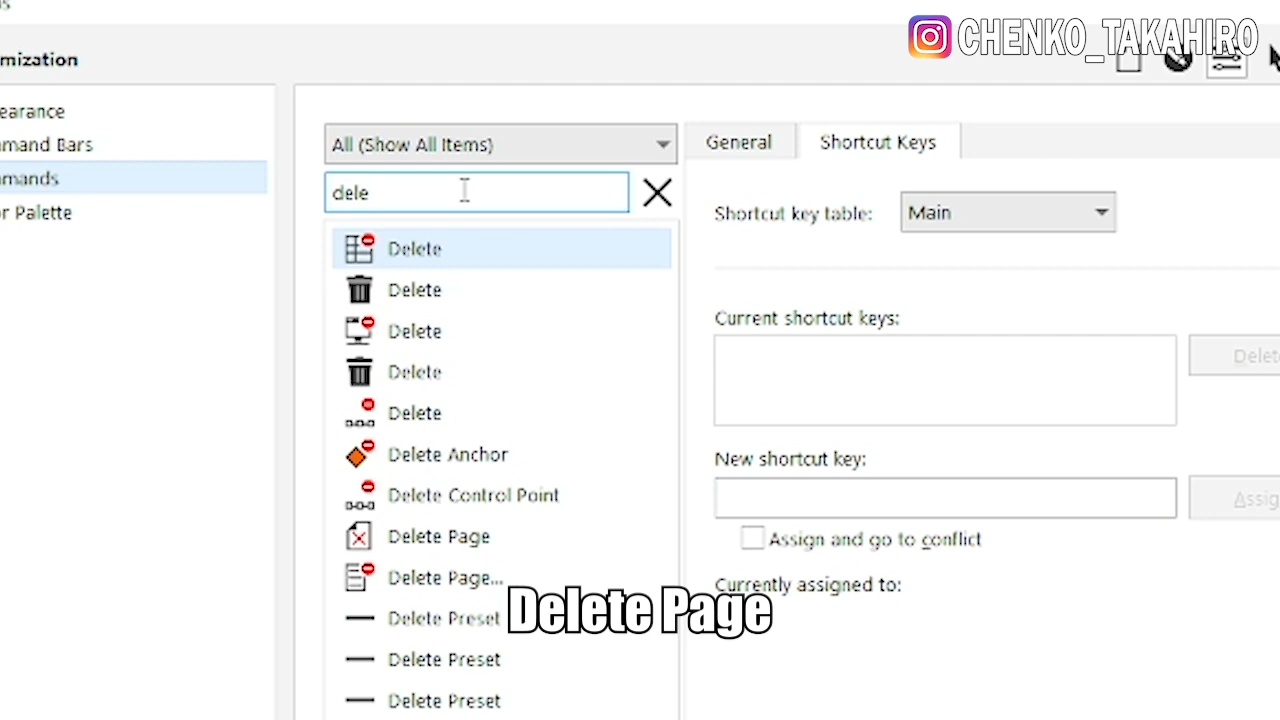 CHENKO_TAKAHIRO
mization
earance
mand Bars
mands
r Palette
All (Show All Items)
dele
Delete
Delete
Delete
Delete
Delete
Delete Anchor
Delete Control Point
Delete Page
Delete Page...
Delete Preset
Delete Preset
Delete Preset
General
Shortcut Keys
Shortcut key table:
Main
Current shortcut keys:
Delet
New shortcut key:
Assig
Assign and go to conflict
Currently assigned to:
Delete Page